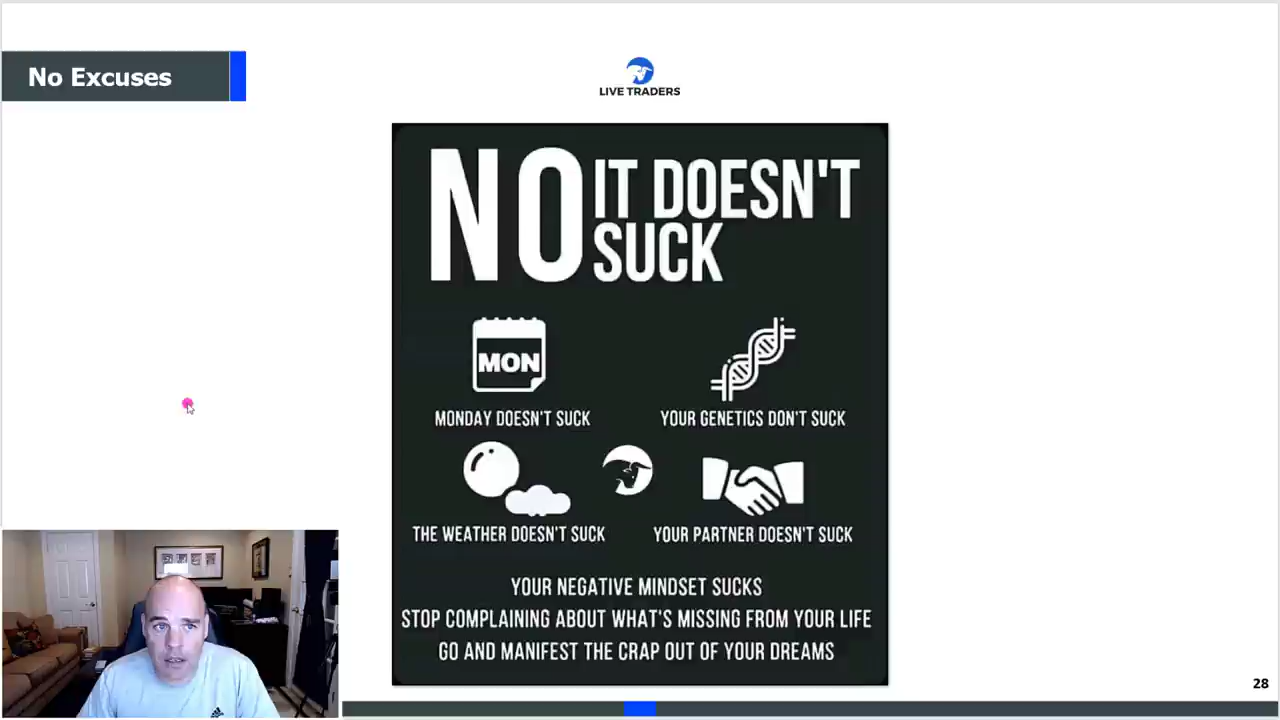 No Excuses
LIVE TRADERS
NO IT DOESN'T
SUCK
MON
MONDAY DOESN'T SUCK
YOUR GENETICS DON'T SUCK
THE WEATHER DOESN'T SUCK
YOUR PARTNER DOESN'T SUCK
YOUR NEGATIVE MINDSET SUCKS
STOP COMPLAINING ABOUT WHAT'S MISSING FROM YOUR LIFE
GO AND MANIFEST THE CRAP OUT OF YOUR DREAMS
28